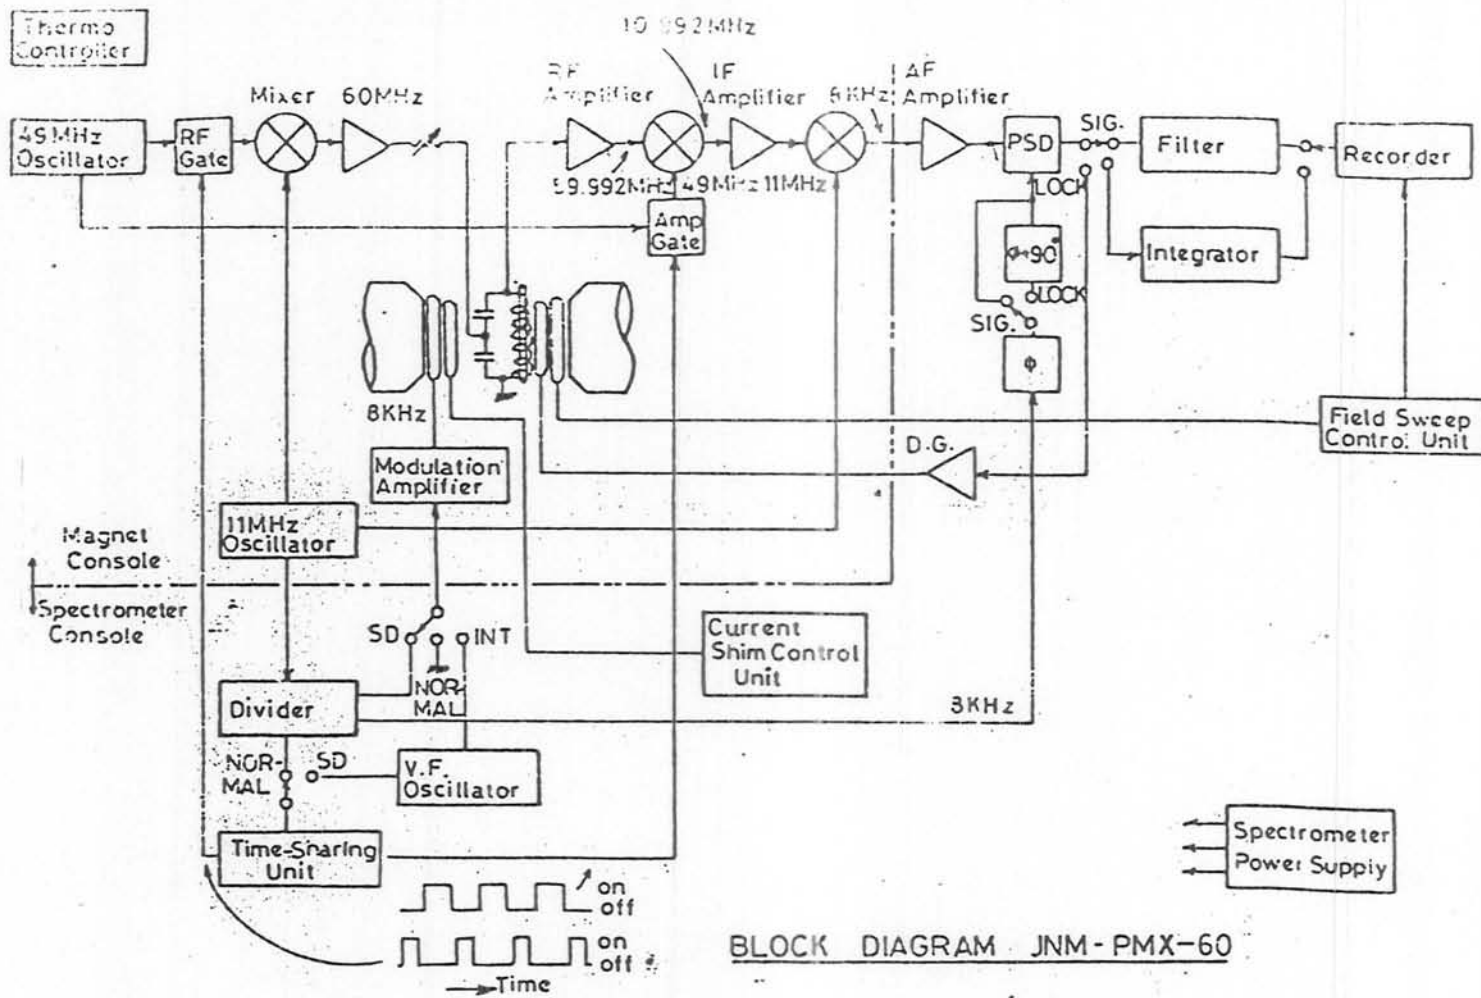 Thermo
Controller
10.992MHz
RF
Amplifier
IF
Amplifier
8KHz
AF
Amplifier
Mixer
60MHz
49MHz
Oscillator
RF
Gate
59.992MHz
49MHz
11MHz
Amp
Gate
PSD
SIG.
LOCK
Filter
Recorder
Integrator
Φ+90°
LOCK
SIG.
Φ
8KHz
Modulation
Amplifier
D.G.
Field Sweep
Control Unit
11MHz
Oscillator
Magnet
Console
Spectrometer
Console
SD
INT
NOR-
MAL
Current
Shim Control
Unit
Divider
8KHz
NOR-
MAL
SD
V.F.
Oscillator
Time-Sharing
Unit
Spectrometer
Power Supply
on
off
on
off
Time
BLOCK DIAGRAM JNM-PMX-60